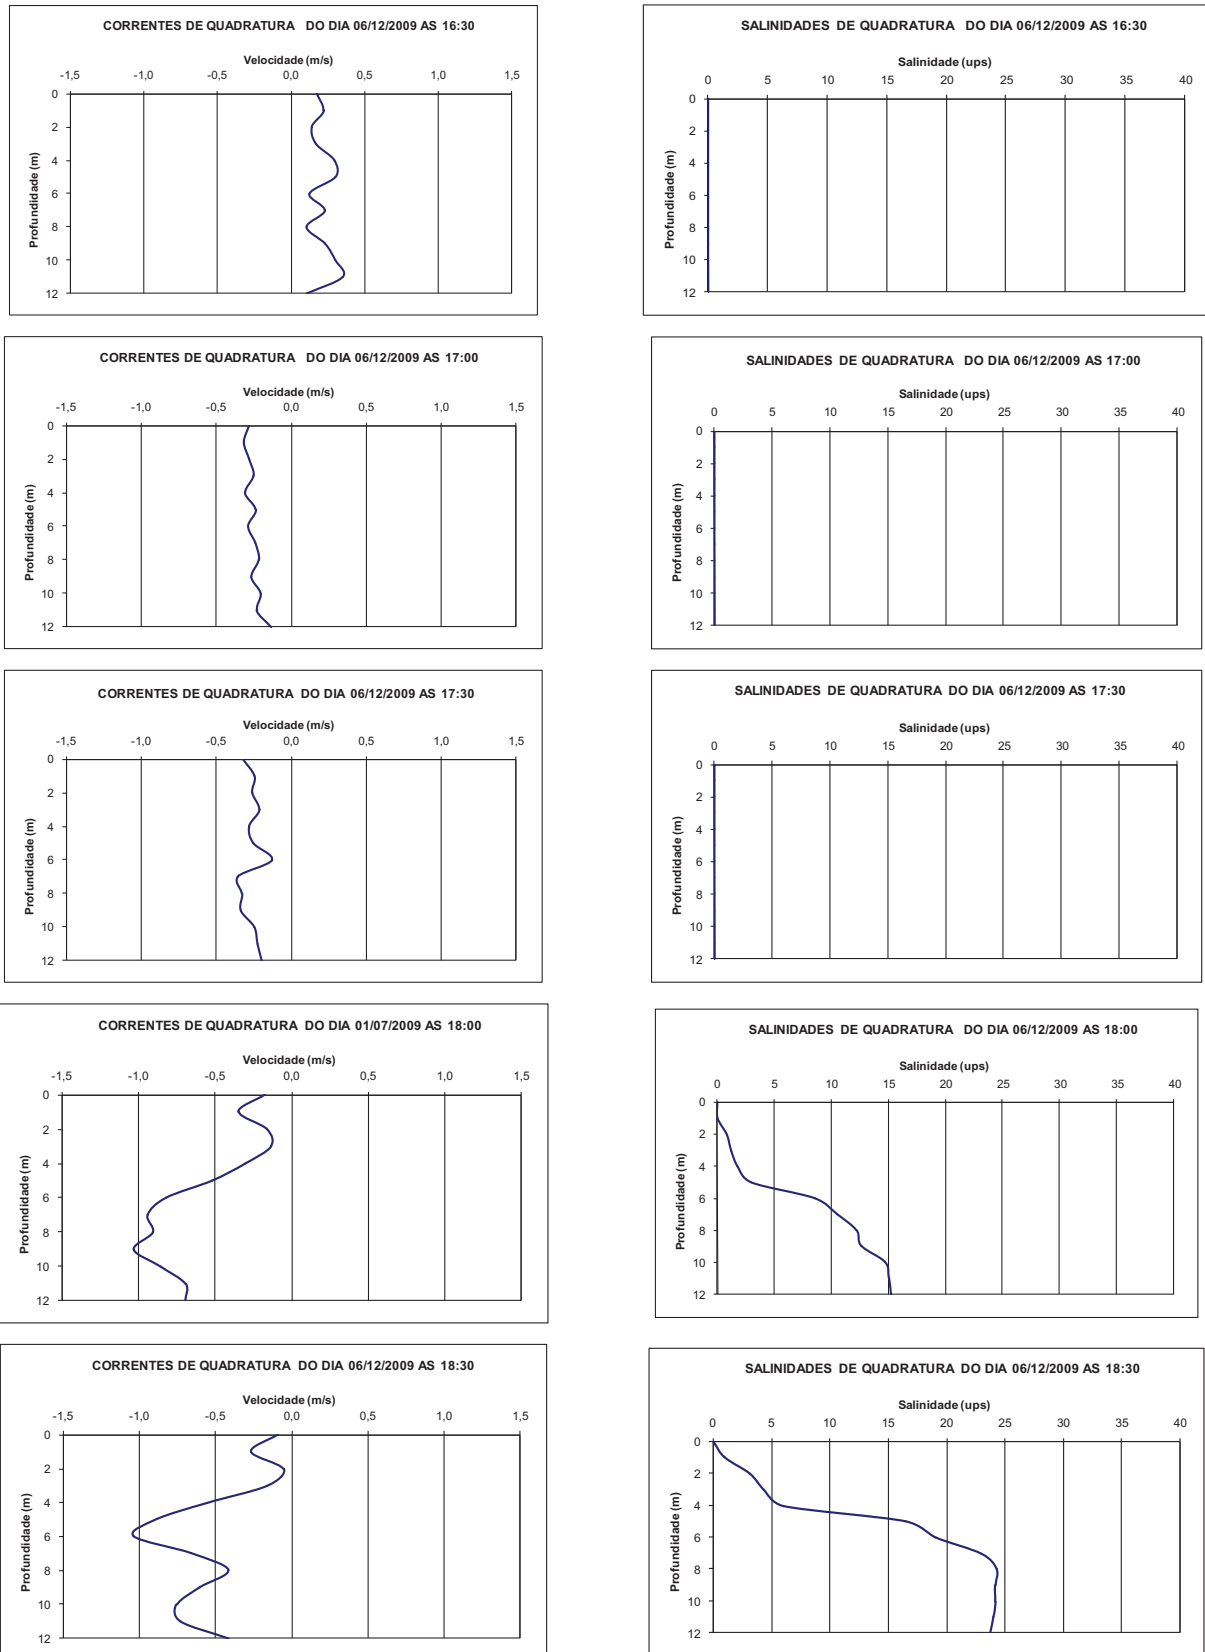 CORRENTES DE QUADRATURA DO DIA 06/12/2009 AS 16:30
Velocidade (m/s)
-1,5 -1,0 -0,5 0,0 0,5 1,0 1,5
0
2
4
6
8
10
12
Profundidade (m)
SALINIDADES DE QUADRATURA DO DIA 06/12/2009 AS 16:30
Salinidade (ups)
0 5 10 15 20 25 30 35 40
0
2
4
6
8
10
12
Profundidade (m)
CORRENTES DE QUADRATURA DO DIA 06/12/2009 AS 17:00
Velocidade (m/s)
-1,5 -1,0 -0,5 0,0 0,5 1,0 1,5
0
2
4
6
8
10
12
Profundidade (m)
SALINIDADES DE QUADRATURA DO DIA 06/12/2009 AS 17:00
Salinidade (ups)
0 5 10 15 20 25 30 35 40
0
2
4
6
8
10
12
Profundidade (m)
CORRENTES DE QUADRATURA DO DIA 06/12/2009 AS 17:30
Velocidade (m/s)
-1,5 -1,0 -0,5 0,0 0,5 1,0 1,5
0
2
4
6
8
10
12
Profundidade (m)
SALINIDADES DE QUADRATURA DO DIA 06/12/2009 AS 17:30
Salinidade (ups)
0 5 10 15 20 25 30 35 40
0
2
4
6
8
10
12
Profundidade (m)
CORRENTES DE QUADRATURA DO DIA 01/07/2009 AS 18:00
Velocidade (m/s)
-1,5 -1,0 -0,5 0,0 0,5 1,0 1,5
0
2
4
6
8
10
12
Profundidade (m)
SALINIDADES DE QUADRATURA DO DIA 06/12/2009 AS 18:00
Salinidade (ups)
0 5 10 15 20 25 30 35 40
0
2
4
6
8
10
12
Profundidade (m)
CORRENTES DE QUADRATURA DO DIA 06/12/2009 AS 18:30
Velocidade (m/s)
-1,5 -1,0 -0,5 0,0 0,5 1,0 1,5
0
2
4
6
8
10
12
Profundidade (m)
SALINIDADES DE QUADRATURA DO DIA 06/12/2009 AS 18:30
Salinidade (ups)
0 5 10 15 20 25 30 35 40
0
2
4
6
8
10
12
Profundidade (m)